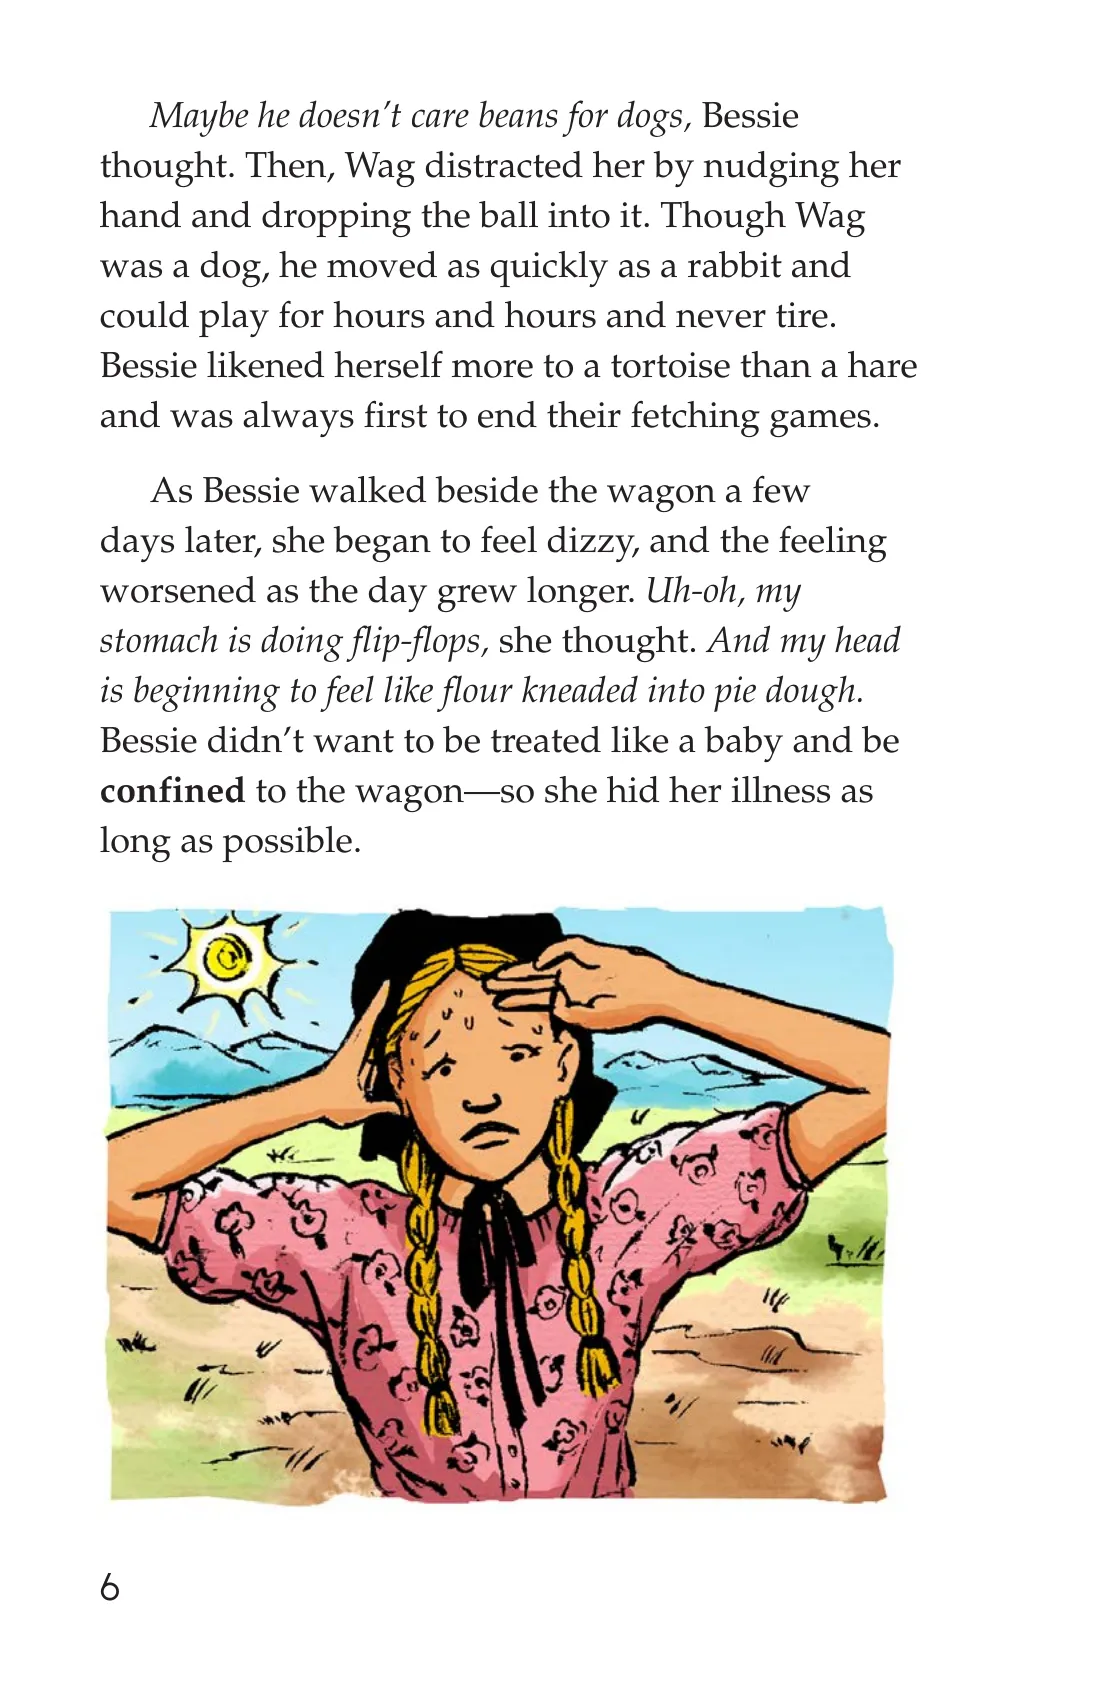 Maybe he doesn’t care beans for dogs, Bessie
thought. Then, Wag distracted her by nudging her
hand and dropping the ball into it. Though Wag
was a dog, he moved as quickly as a rabbit and
could play for hours and hours and never tire.
Bessie likened herself more to a tortoise than a hare
and was always first to end their fetching games.
As Bessie walked beside the wagon a few
days later, she began to feel dizzy, and the feeling
worsened as the day grew longer. Uh-oh, my
stomach is doing flip-flops, she thought. And my head
is beginning to feel like flour kneaded into pie dough.
Bessie didn’t want to be treated like a baby and be
confined to the wagon—so she hid her illness as
long as possible.
6